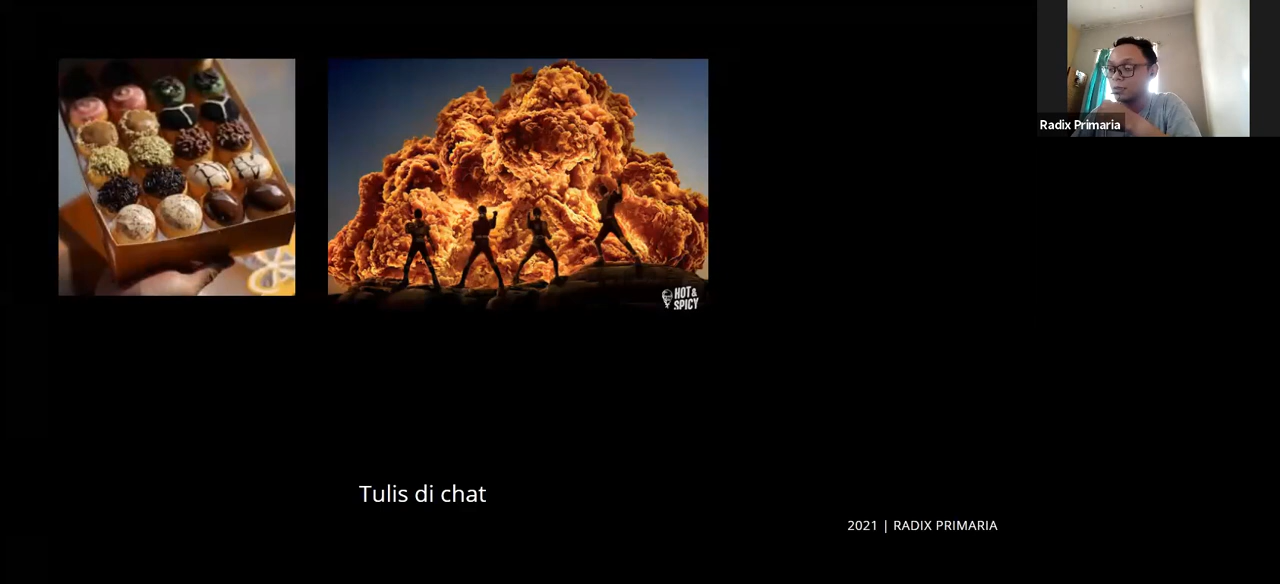 Radix Primaria
HOT &
SPICY
Tulis di chat
2021 | RADIX PRIMARIA